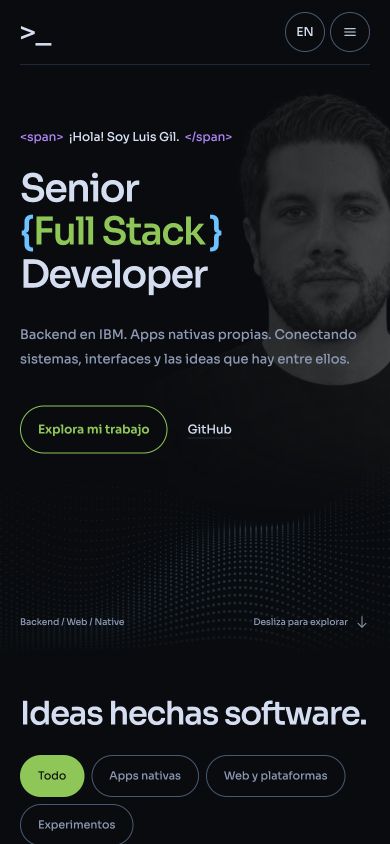 >_
EN
<span> ¡Hola! Soy Luis Gil. </span>
Senior
{Full Stack}
Developer
Backend en IBM. Apps nativas propias. Conectando
sistemas, interfaces y las ideas que hay entre ellos.
Explora mi trabajo GitHub
Backend / Web / Native Desliza para explorar ↓
Ideas hechas software.
Todo Apps nativas Web y plataformas
Experimentos